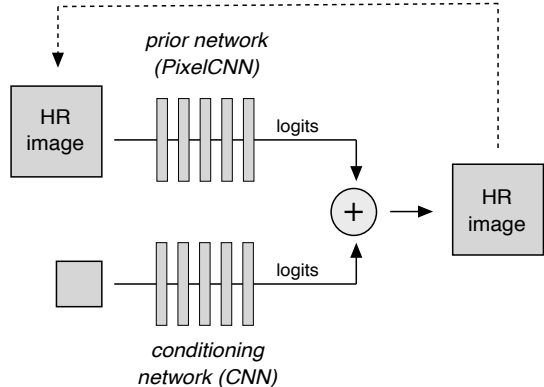 prior network
(PixelCNN)
HR
image
logits
+
HR
image
logits
conditioning
network (CNN)